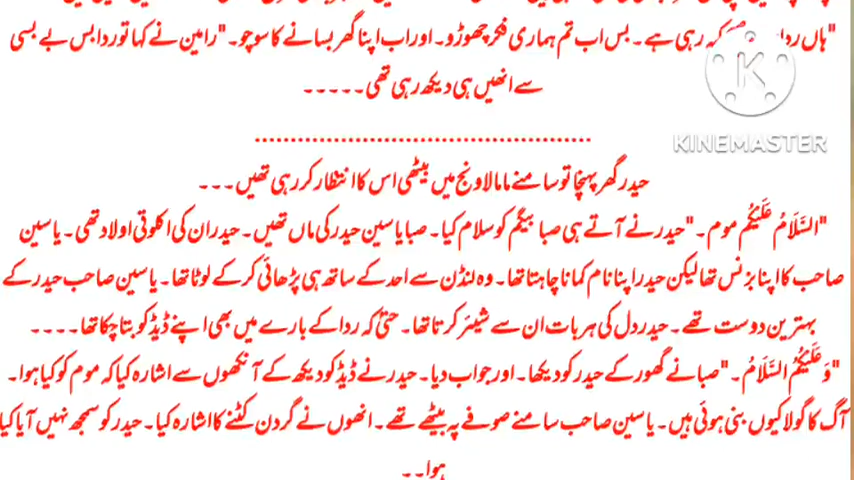 "ہاں ردا کہہ رہی ہے۔ بس اب تم ہماری فکر چھوڑو۔ اور اب اپنا گھر بسانے کا سوچو۔" رامین نے کہا تو ردا بس بے بسی
سے انھیں ہی دیکھ رہی تھی۔۔۔۔۔
KINEMASTER
................................................
حیدر گھر پہنچا تو سامنے ماما لاونج میں بیٹھی اس کا انتظار کر رہی تھیں۔۔۔
"السَّلَامُ عَلَيْكُم موم۔" حیدر نے آتے ہی صبا بیگم کو سلام کیا۔ صبا یاسین حیدر کی ماں تھیں۔ حیدر ان کی اکلوتی اولاد تھی۔ یاسین
صاحب کا اپنا بزنس تھا لیکن حیدر اپنا نام کمانا چاہتا تھا۔ وہ لنڈن سے احد کے ساتھ ہی پڑھائی کر کے لوٹا تھا۔ یاسین صاحب حیدر کے
بہترین دوست تھے۔ حیدر دل کی ہر بات ان سے شیئر کرتا تھا۔ حتیٰ کہ ردا کے بارے میں بھی اپنے ڈیڈ کو بتا چکا تھا۔۔۔۔
"وَعَلَيْكُمُ السَّلَامُ۔" صبا نے گھور کے حیدر کو دیکھا۔ اور جواب دیا۔ حیدر نے ڈیڈ کو دیکھ کے آنکھوں سے اشارہ کیا کہ موم کو کیا ہوا۔
آگ کا گولا کیوں بنی ہوئی ہیں۔ یاسین صاحب سامنے صوفے پہ بیٹھے تھے۔ انھوں نے گردن کٹنے کا اشارہ کیا۔ حیدر کو سمجھ نہیں آیا کیا
ہوا۔۔